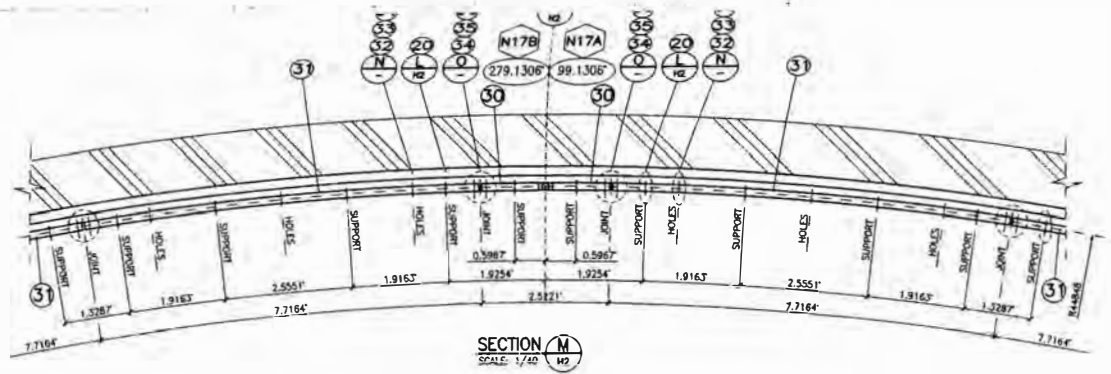 H2
33 35 N17B N17A 35 33
32 20 34 34 20 32
31 N L Q 279.1306° 99.1306° Q L N 31
- H2 - - H2 -
30 30
SUPPORT JOINT SUPPORT HOLES SUPPORT HOLES SUPPORT HOLES SUPPORT JOINT SUPPORT SUPPORT JOINT SUPPORT HOLES SUPPORT HOLES SUPPORT HOLES SUPPORT JOINT SUPPORT
0.5967° 0.5967°
1.9163° 1.9254° 1.9254° 1.9163°
31 1.9163° 2.5551° 2.5551° 1.9163° 31
1.3287° 1.3287° R44848
7.7164° 2.5121° 7.7164°
7.7164° 7.7164°
SECTION M
SCALE: 1/40 H2